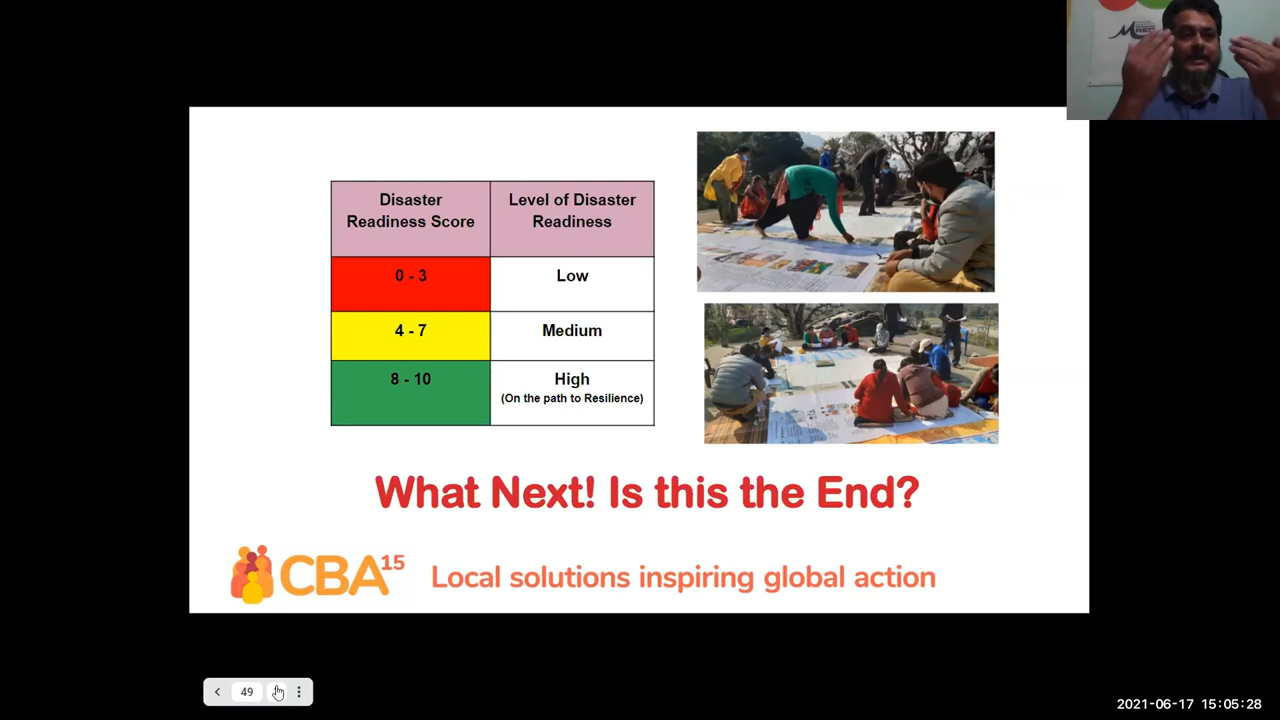 Disaster
Readiness Score
Level of Disaster
Readiness
0 - 3
Low
4 - 7
Medium
8 - 10
High
(On the path to Resilience)
What Next! Is this the End?
CBA15
Local solutions inspiring global action
49
2021-06-17 15:05:28